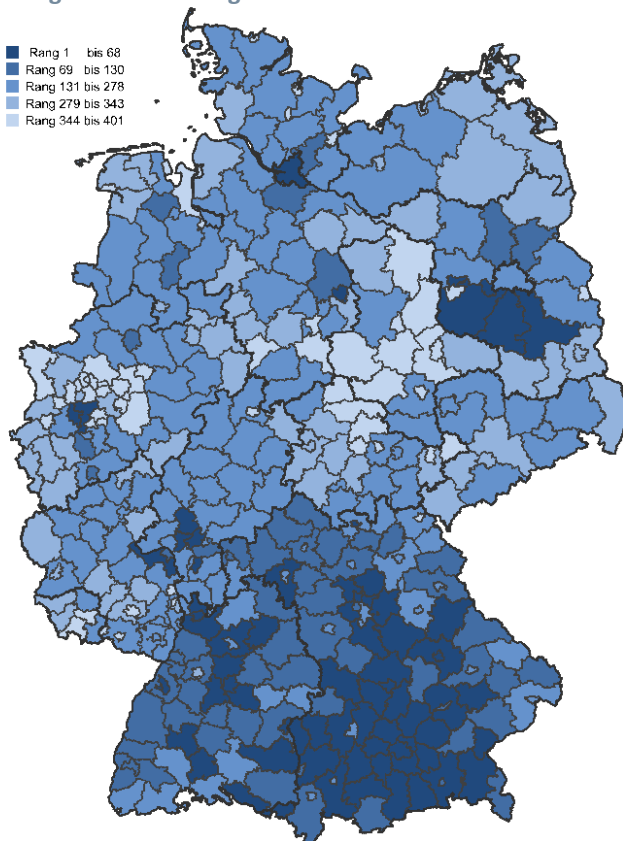 Rang 1 bis 68
Rang 69 bis 130
Rang 131 bis 278
Rang 279 bis 343
Rang 344 bis 401